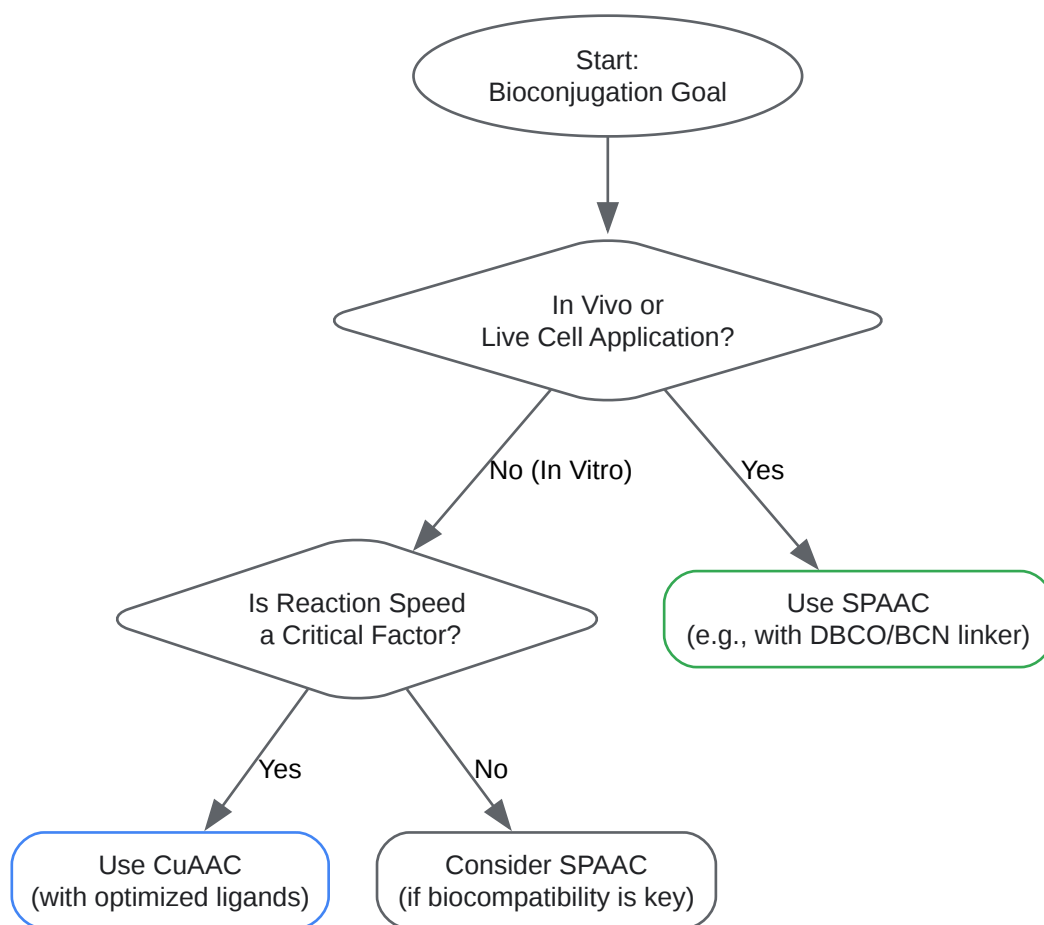 Start:
Bioconjugation Goal
In Vivo or
Live Cell Application?
No (In Vitro)
Yes
Is Reaction Speed
a Critical Factor?
Use SPAAC
(e.g., with DBCO/BCN linker)
Yes
No
Use CuAAC
(with optimized ligands)
Consider SPAAC
(if biocompatibility is key)